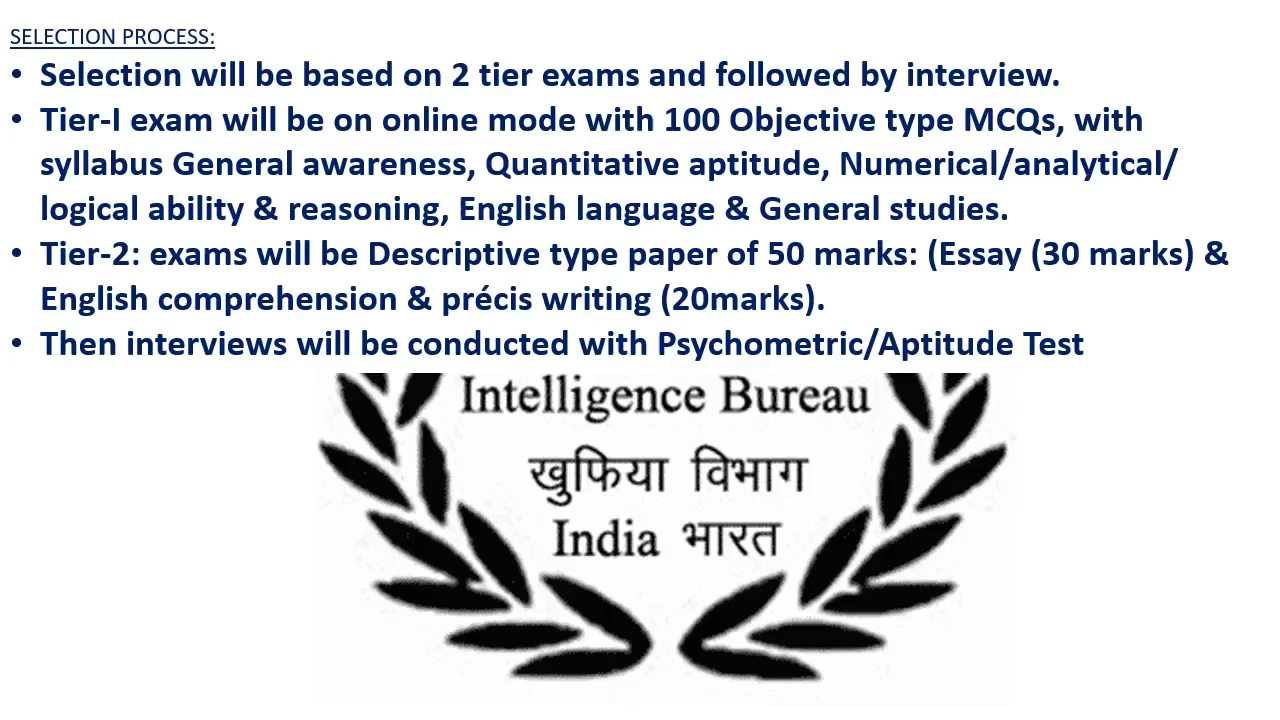 SELECTION PROCESS:
• Selection will be based on 2 tier exams and followed by interview.
• Tier-I exam will be on online mode with 100 Objective type MCQs, with
syllabus General awareness, Quantitative aptitude, Numerical/analytical/
logical ability & reasoning, English language & General studies.
• Tier-2: exams will be Descriptive type paper of 50 marks: (Essay (30 marks) &
English comprehension & précis writing (20marks).
• Then interviews will be conducted with Psychometric/Aptitude Test
Intelligence Bureau
खुफिया विभाग
India भारत